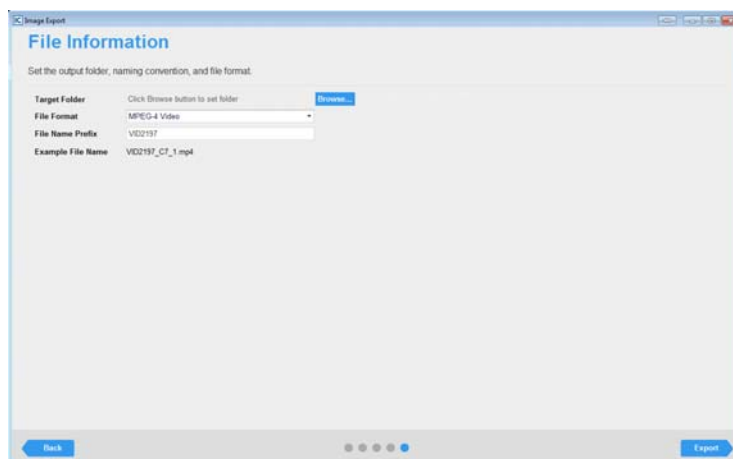 Image Export
File Information
Set the output folder, naming convention, and file format.
Target Folder Click Browse button to set folder Browse...
File Format MPEG-4 Video
File Name Prefix VID2197
Example File Name VID2197_C7_1.mp4
Back Export